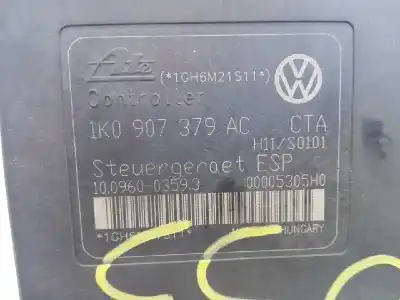 Ate (*1GH6M21S11*)
Controller
1K0 907 379 AC CTA
H11/S0101
Steuergeraet ESP
10.0960-0359.3 00005305H0
HUNGARY